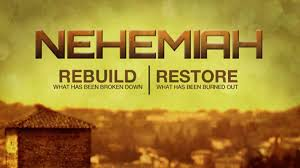 NEHEMIAH
REBUILD | RESTORE
WHAT HAS BEEN BROKEN DOWN | WHAT HAS BEEN BURNED OUT